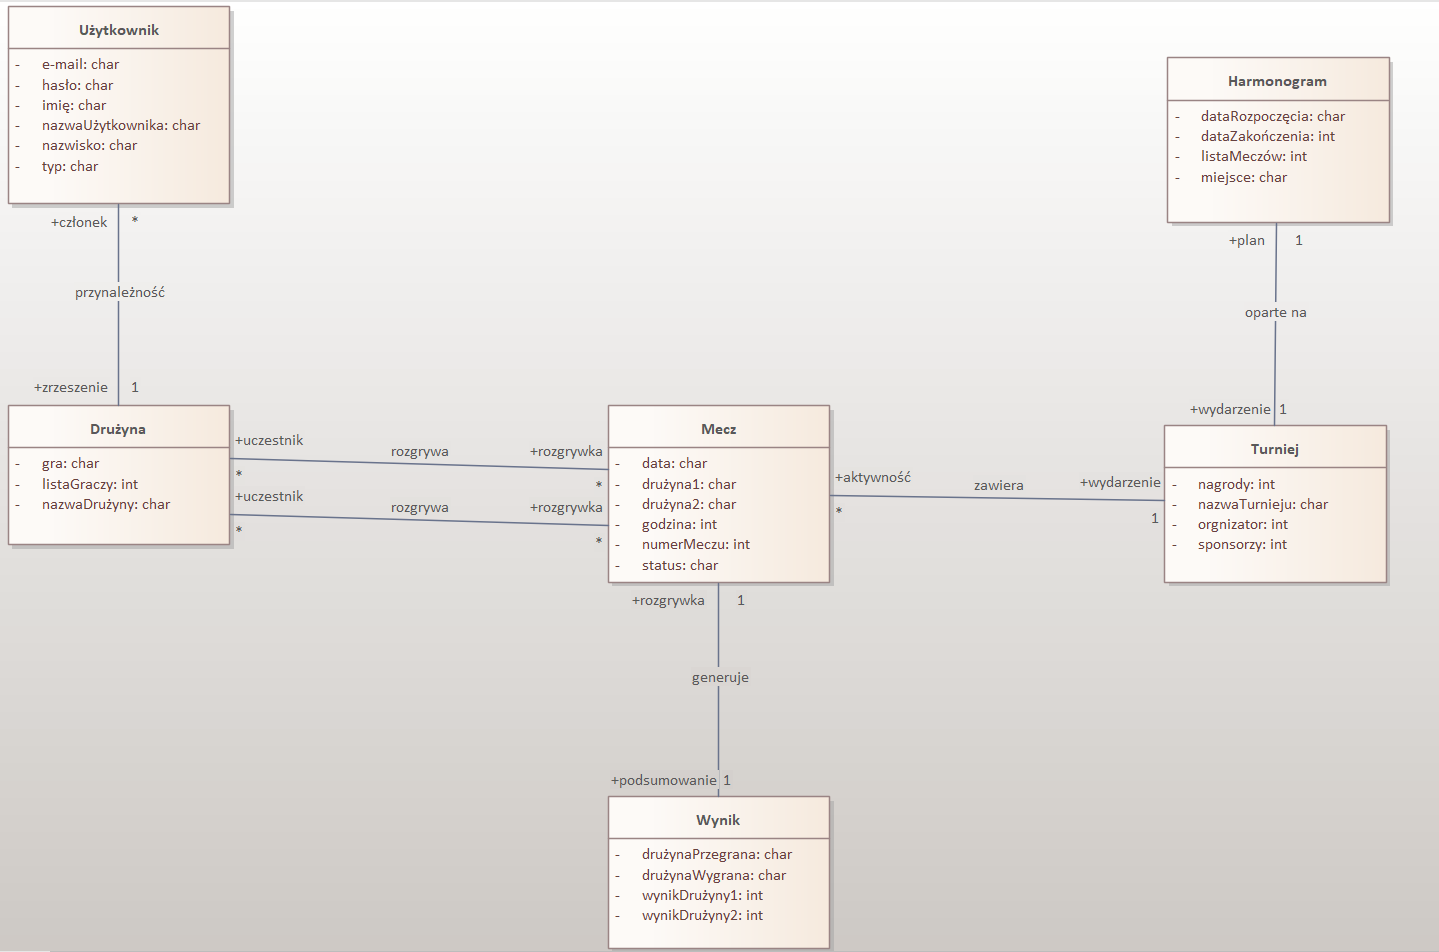 Użytkownik
- e-mail: char
- hasło: char
- imię: char
- nazwaUżytkownika: char
- nazwisko: char
- typ: char
+członek *
przynależność
+zrzeszenie 1
Drużyna
- gra: char
- listaGraczy: int
- nazwaDrużyny: char
+uczestnik
*
rozgrywa
+rozgrywka
*
+uczestnik
*
rozgrywa
+rozgrywka
*
Mecz
- data: char
- drużyna1: char
- drużyna2: char
- godzina: int
- numerMeczu: int
- status: char
+aktywność
*
zawiera
+wydarzenie
1
Harmonogram
- dataRozpoczęcia: char
- dataZakończenia: int
- listaMeczów: int
- miejsce: char
+plan 1
oparte na
+wydarzenie 1
Turniej
- nagrody: int
- nazwaTurnieju: char
- orgnizator: int
- sponsorzy: int
+rozgrywka 1
generuje
+podsumowanie 1
Wynik
- drużynaPrzegrana: char
- drużynaWygrana: char
- wynikDrużyny1: int
- wynikDrużyny2: int